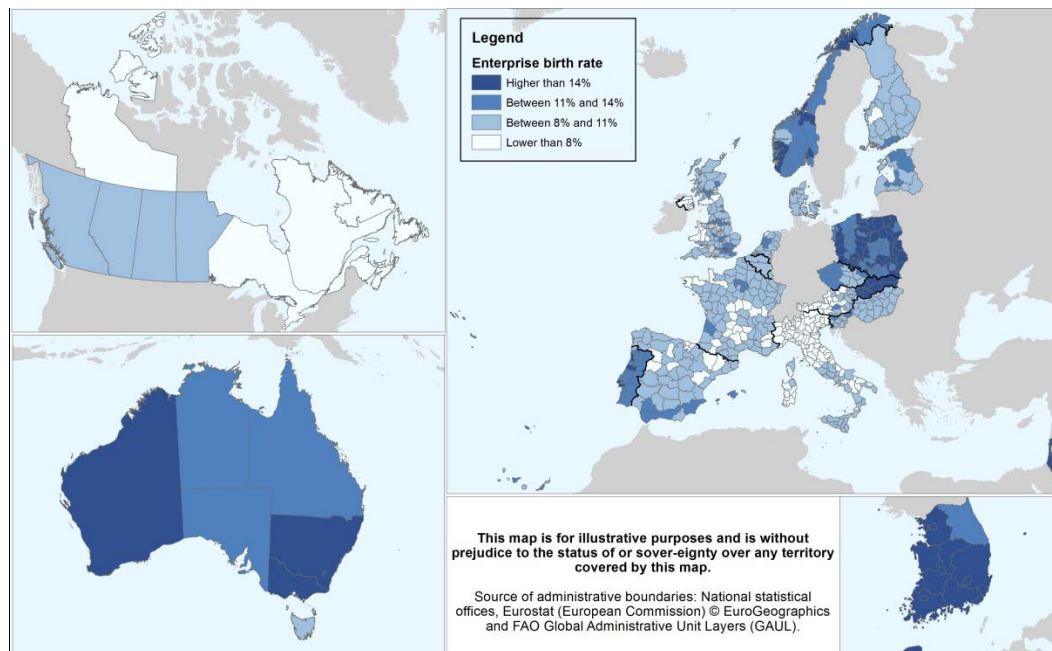 Legend
Enterprise birth rate
Higher than 14%
Between 11% and 14%
Between 8% and 11%
Lower than 8%
This map is for illustrative purposes and is without
prejudice to the status of or sover-eignty over any territory
covered by this map.
Source of administrative boundaries: National statistical
offices, Eurostat (European Commission) © EuroGeographics
and FAO Global Administrative Unit Layers (GAUL).